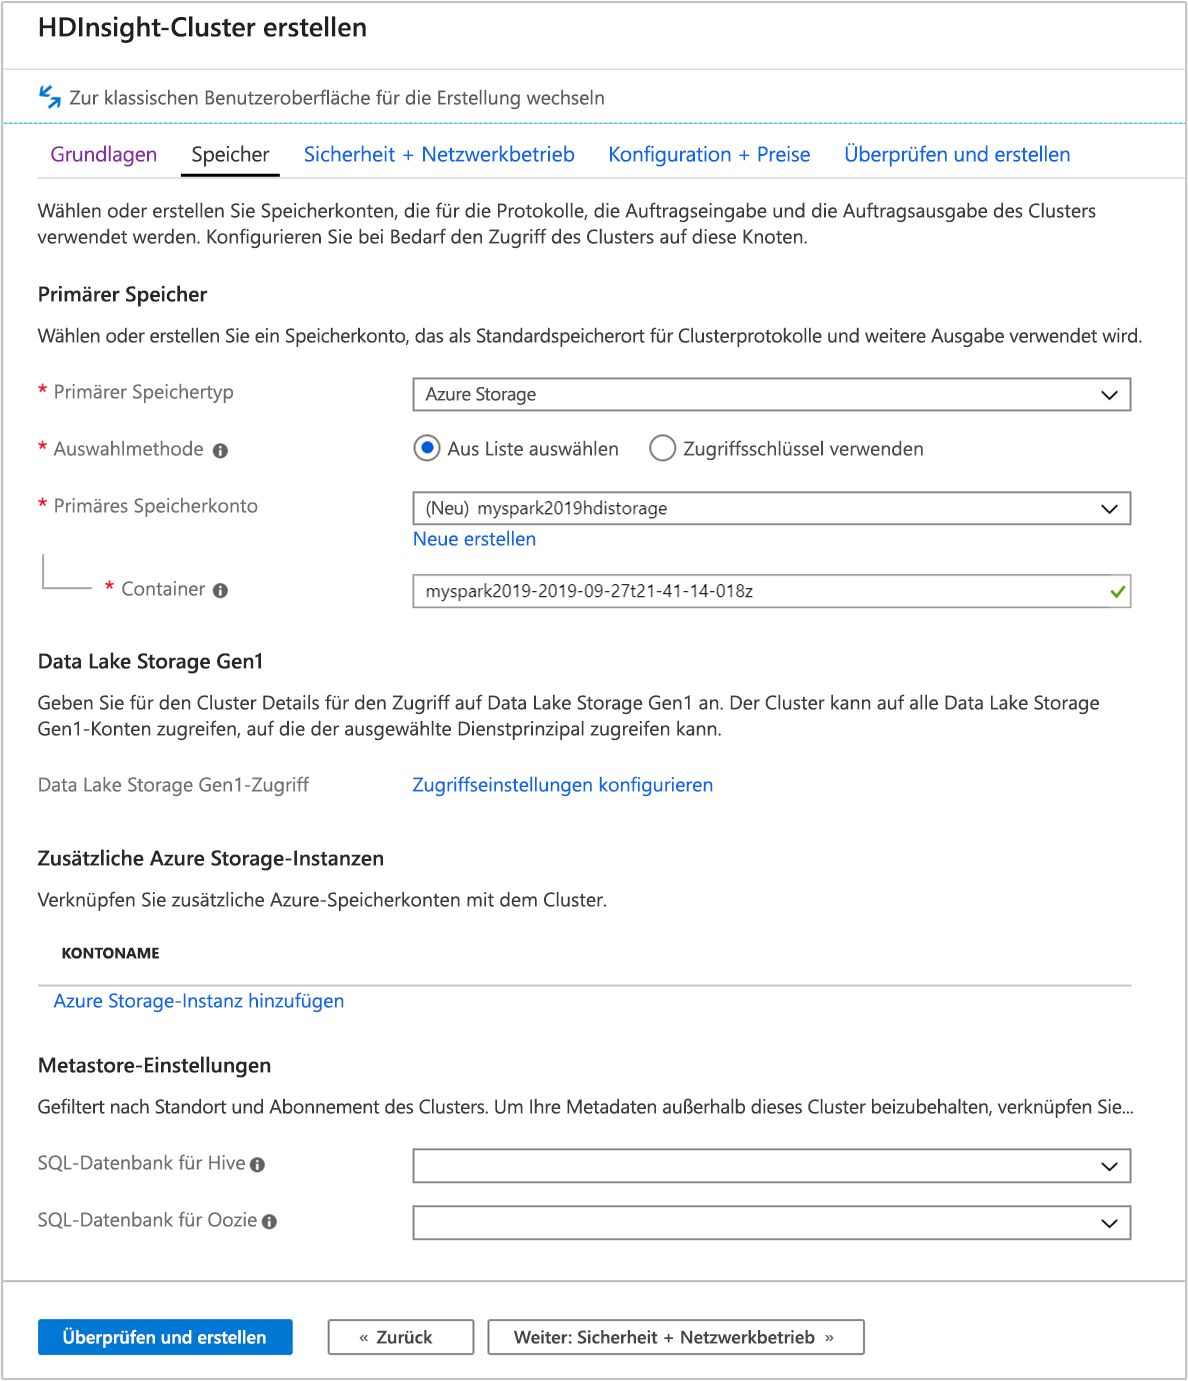 HDInsight-Cluster erstellen
Zur klassischen Benutzeroberfläche für die Erstellung wechseln
Grundlagen Speicher Sicherheit + Netzwerkbetrieb Konfiguration + Preise Überprüfen und erstellen
Wählen oder erstellen Sie Speicherkonten, die für die Protokolle, die Auftragseingabe und die Auftragsausgabe des Clusters
verwendet werden. Konfigurieren Sie bei Bedarf den Zugriff des Clusters auf diese Knoten.
Primärer Speicher
Wählen oder erstellen Sie ein Speicherkonto, das als Standardspeicherort für Clusterprotokolle und weitere Ausgabe verwendet wird.
* Primärer Speichertyp Azure Storage
* Auswahlmethode Aus Liste auswählen Zugriffsschlüssel verwenden
* Primäres Speicherkonto (Neu) myspark2019hdistorage
Neue erstellen
* Container myspark2019-2019-09-27t21-41-14-018z
Data Lake Storage Gen1
Geben Sie für den Cluster Details für den Zugriff auf Data Lake Storage Gen1 an. Der Cluster kann auf alle Data Lake Storage
Gen1-Konten zugreifen, auf die der ausgewählte Dienstprinzipal zugreifen kann.
Data Lake Storage Gen1-Zugriff Zugriffseinstellungen konfigurieren
Zusätzliche Azure Storage-Instanzen
Verknüpfen Sie zusätzliche Azure-Speicherkonten mit dem Cluster.
KONTONAME
Azure Storage-Instanz hinzufügen
Metastore-Einstellungen
Gefiltert nach Standort und Abonnement des Clusters. Um Ihre Metadaten außerhalb dieses Cluster beizubehalten, verknüpfen Sie...
SQL-Datenbank für Hive
SQL-Datenbank für Oozie
Überprüfen und erstellen « Zurück Weiter: Sicherheit + Netzwerkbetrieb »